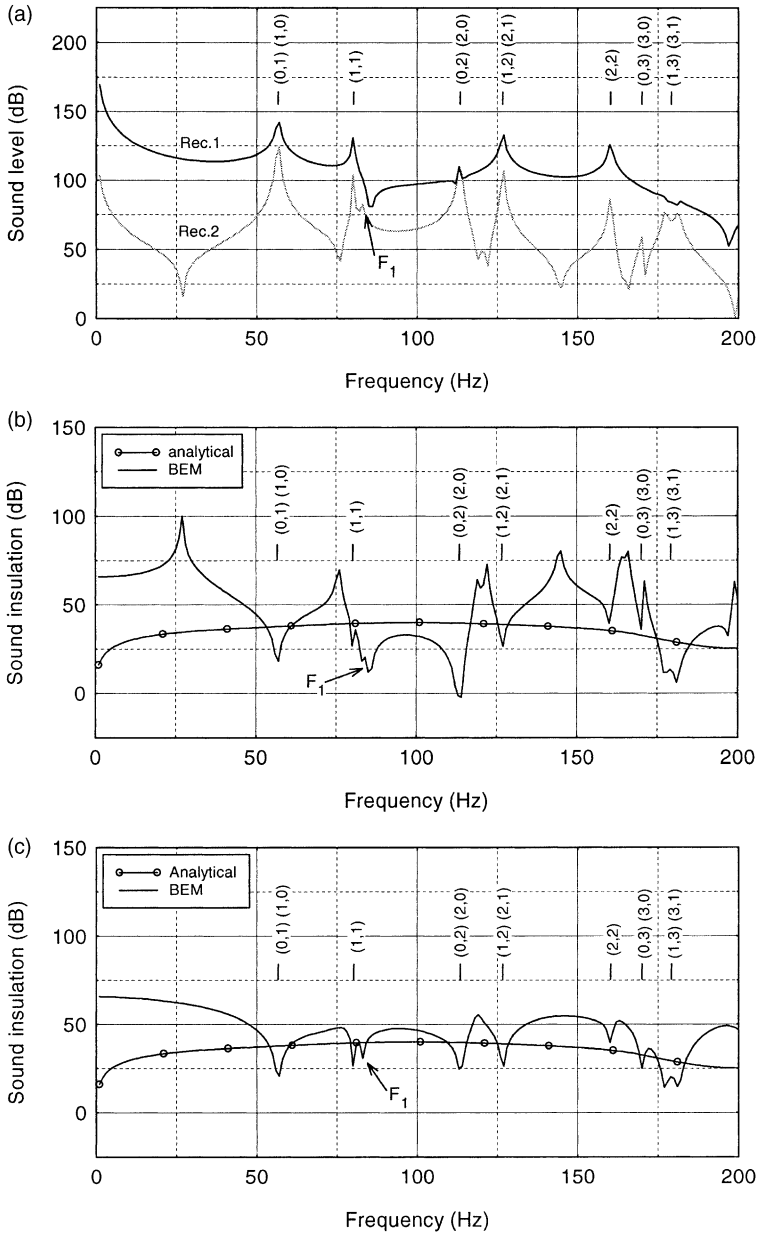 (a)
200
150
100
50
0
Sound level (dB)
(0,1) (1,0)
(1,1)
(0,2) (2,0)
(1,2) (2,1)
(2,2)
(0,3) (3,0)
(1,3) (3,1)
Rec.1
Rec.2
F1
0 50 100 150 200
Frequency (Hz)
(b)
150
100
50
0
Sound insulation (dB)
analytical
BEM
(0,1) (1,0)
(1,1)
(0,2) (2,0)
(1,2) (2,1)
(2,2)
(0,3) (3,0)
(1,3) (3,1)
F1
0 50 100 150 200
Frequency (Hz)
(c)
150
100
50
0
Sound insulation (dB)
Analytical
BEM
(0,1) (1,0)
(1,1)
(0,2) (2,0)
(1,2) (2,1)
(2,2)
(0,3) (3,0)
(1,3) (3,1)
F1
0 50 100 150 200
Frequency (Hz)